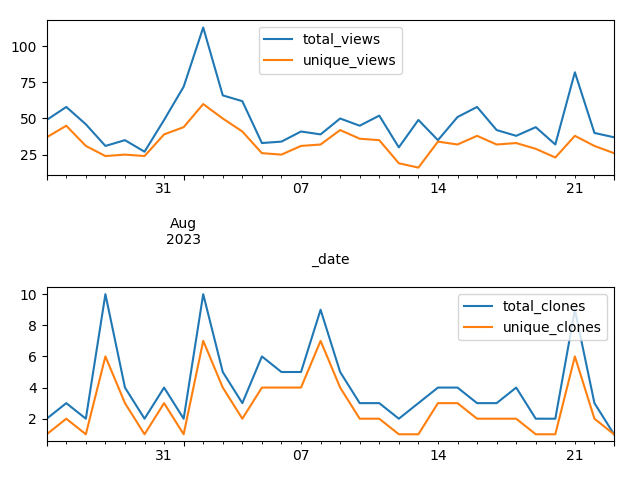 100
75
50
25
total_views
unique_views
31 07 14 21
Aug
2023
_date
10
8
6
4
2
total_clones
unique_clones
31 07 14 21